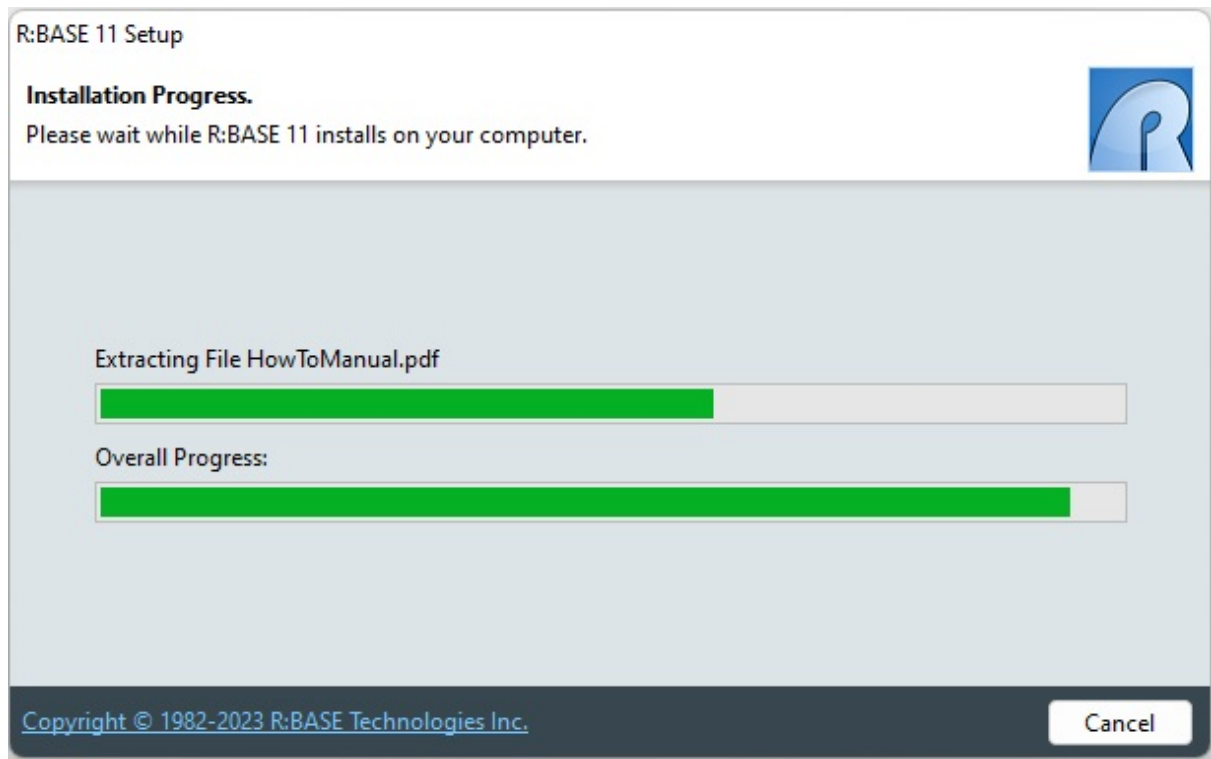 R:BASE 11 Setup
Installation Progress.
Please wait while R:BASE 11 installs on your computer.
Extracting File HowToManual.pdf
Overall Progress:
Copyright © 1982-2023 R:BASE Technologies Inc.
Cancel